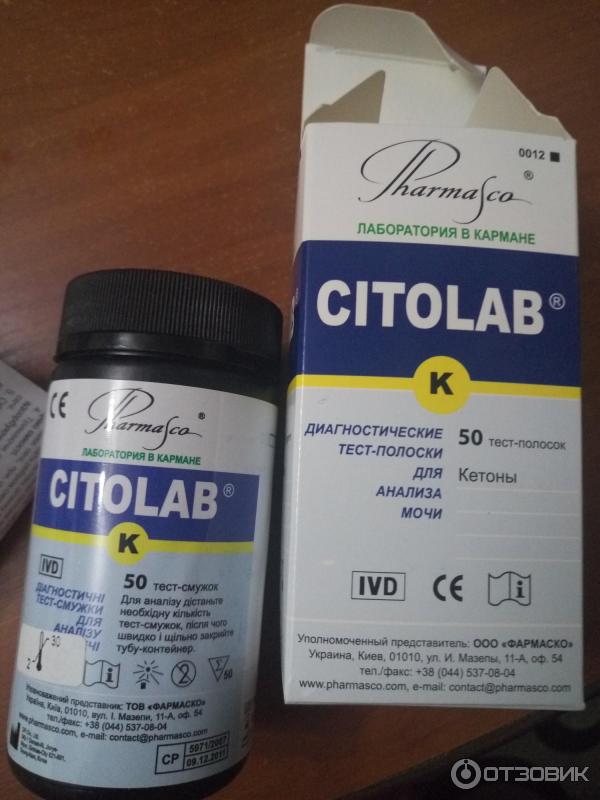 0012
Pharmasco®
ЛАБОРАТОРИЯ В КАРМАНЕ
CITOLAB®
K
ДИАГНОСТИЧЕСКИЕ
ТЕСТ-ПОЛОСКИ
ДЛЯ
АНАЛИЗА
МОЧИ
50 тест-полосок
Кетоны
IVD CE i
Уполномоченный представитель: ООО «ФАРМАСКО»
Украина, Киев, 01010, ул. И. Мазепы, 11-А, оф. 54
тел./факс: +38 (044) 537-08-04
www.pharmasco.com, e-mail: contact@pharmasco.com
CE
Pharmasco®
ЛАБОРАТОРИЯ В КАРМАНЕ
CITOLAB®
K
IVD
ДІАГНОСТИЧНІ
ТЕСТ-СМУЖКИ
ДЛЯ
АНАЛІЗУ
50 тест-смужок
Для аналізу дістаньте
необхідну кількість
тест-смужок, після чого
швидко і щільно закрийте
тубу-контейнер.
30
2
i
2
Σ 50
Уповноважений представник: ТОВ «ФАРМАСКО»
Україна, Київ, 01010, вул. І. Мазепи, 11-А, оф. 54
тел./факс: +38 (044) 537-08-04
www.pharmasco.com, e-mail: contact@pharmasco.com
CP
5971/2007
09.12.2011
ОТЗОВИК